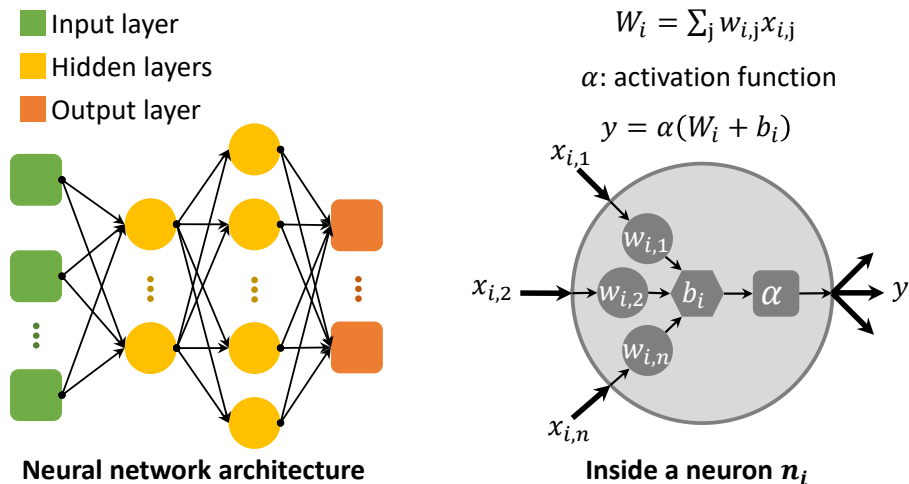 Input layer
Hidden layers
Output layer
Neural network architecture
W_i = ∑_j w_{i,j}x_{i,j}
α: activation function
y = α(W_i + b_i)
x_{i,1}
w_{i,1}
x_{i,2}
w_{i,2}
b_i
α
y
w_{i,n}
x_{i,n}
Inside a neuron n_i